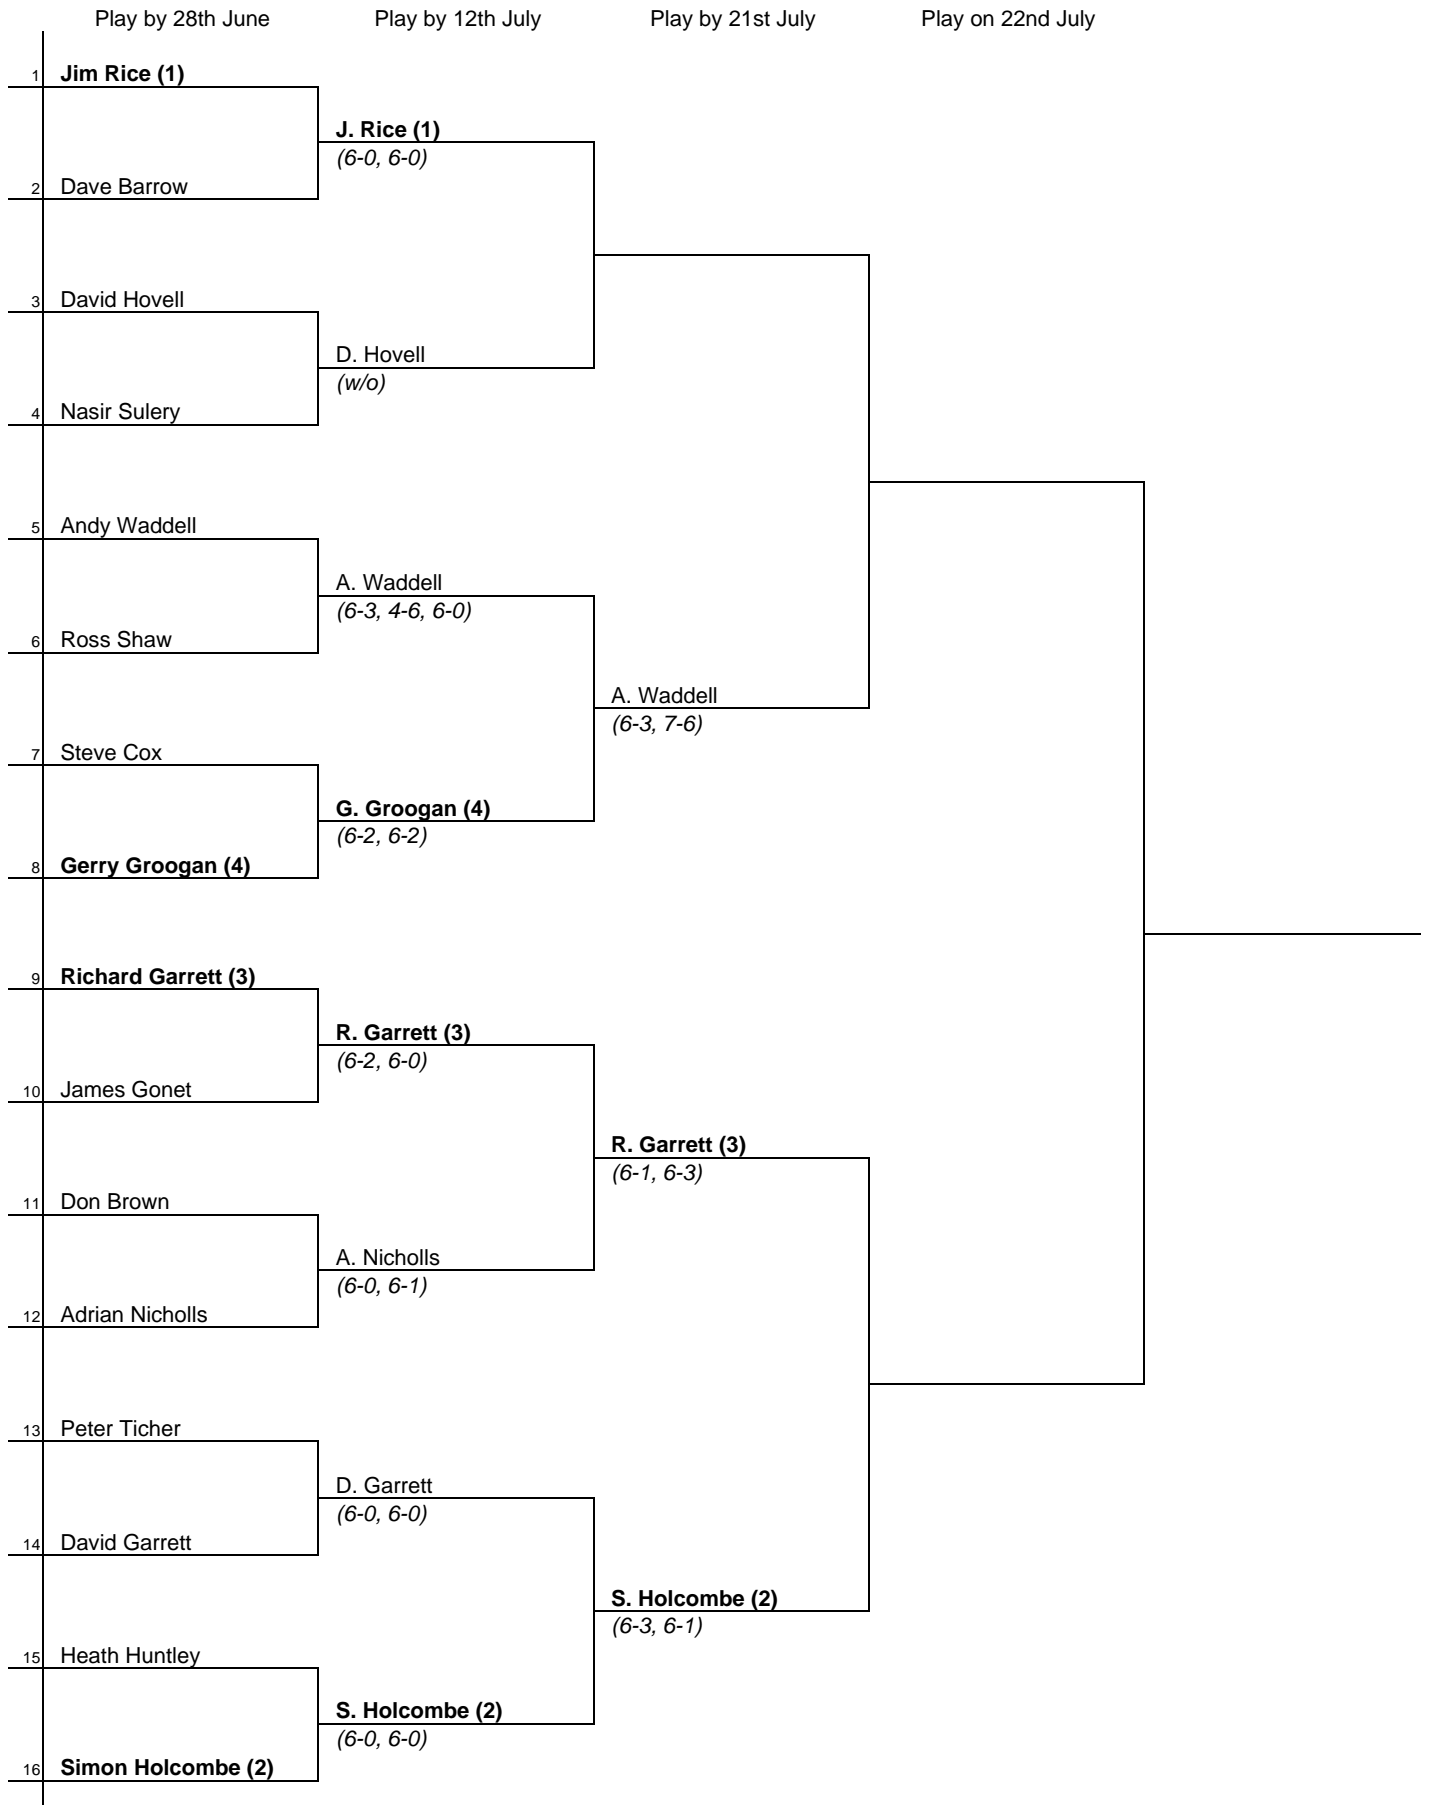 Play by 28th June Play by 12th July Play by 21st July Play on 22nd July
1 Jim Rice (1)
J. Rice (1)
(6-0, 6-0)
2 Dave Barrow
3 David Hovell
D. Hovell
(w/o)
4 Nasir Sulery
5 Andy Waddell
A. Waddell
(6-3, 4-6, 6-0)
6 Ross Shaw
A. Waddell
(6-3, 7-6)
7 Steve Cox
G. Groogan (4)
(6-2, 6-2)
8 Gerry Groogan (4)
9 Richard Garrett (3)
R. Garrett (3)
(6-2, 6-0)
10 James Gonet
R. Garrett (3)
(6-1, 6-3)
11 Don Brown
A. Nicholls
(6-0, 6-1)
12 Adrian Nicholls
13 Peter Ticher
D. Garrett
(6-0, 6-0)
14 David Garrett
S. Holcombe (2)
(6-3, 6-1)
15 Heath Huntley
S. Holcombe (2)
(6-0, 6-0)
16 Simon Holcombe (2)